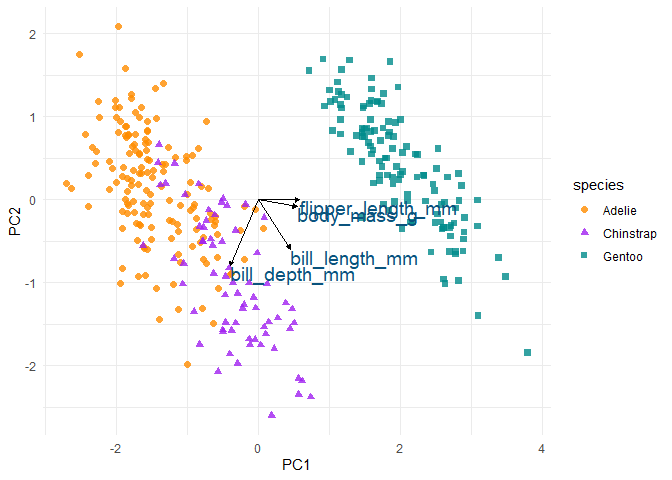 2
1
0
-1
-2
PC2
-2
0
2
4
PC1
flipper_length_mm
body_mass_g
bill_length_mm
bill_depth_mm
species
Adelie
Chinstrap
Gentoo